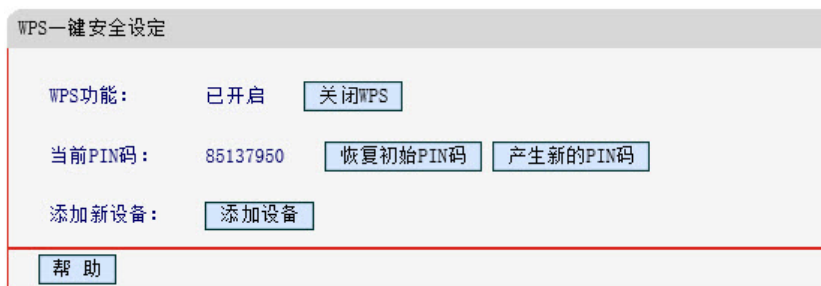 WPS一键安全设定
WPS功能： 已开启 关闭WPS
当前PIN码： 85137950 恢复初始PIN码 产生新的PIN码
添加新设备： 添加设备
帮 助